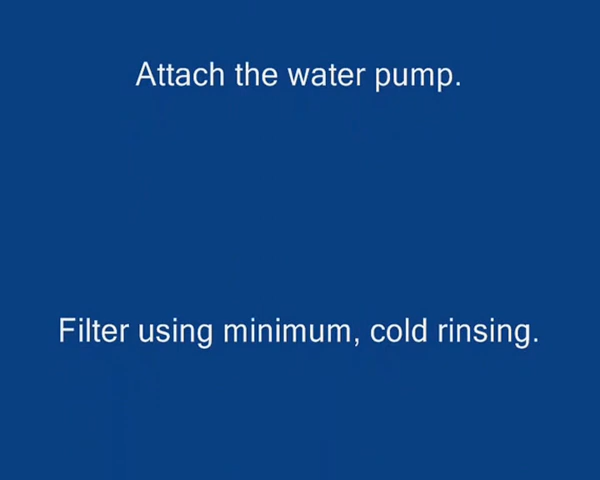 Attach the water pump.
Filter using minimum, cold rinsing.